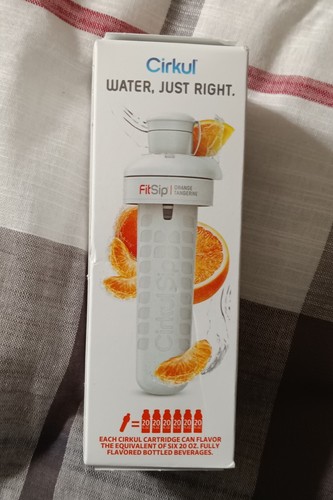 Cirkul
WATER, JUST RIGHT.
FitSip | ORANGE
TANGERINE
CirkulSip
= 20 20 20 20 20 20
EACH CIRKUL CARTRIDGE CAN FLAVOR
THE EQUIVALENT OF SIX 20 OZ. FULLY
FLAVORED BOTTLED BEVERAGES.